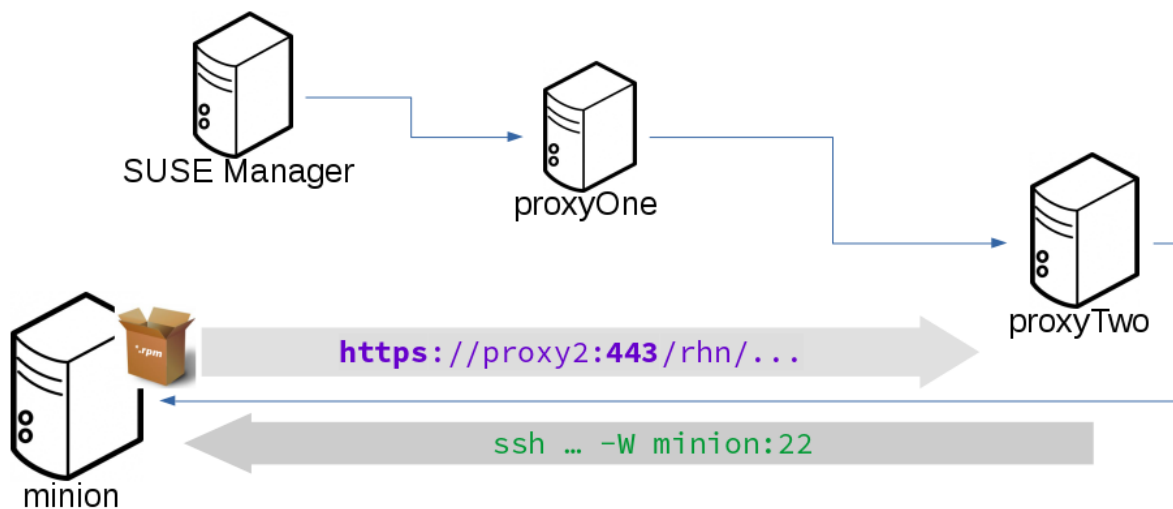 SUSE Manager
proxyOne
proxyTwo
*.rpm
https://proxy2:443/rhn/...
ssh … -W minion:22
minion